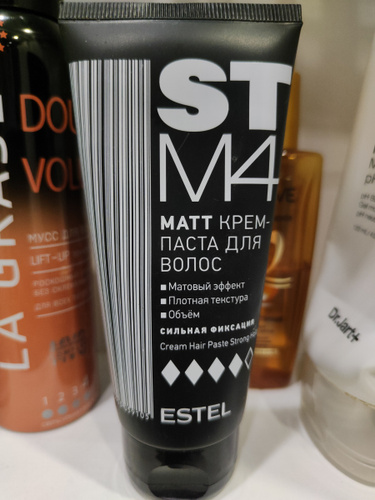 ST
M4
MATT КРЕМ-
ПАСТА ДЛЯ
ВОЛОС
Матовый эффект
Плотная текстура
Объём
СИЛЬНАЯ ФИКСАЦИЯ
Cream Hair Paste Strong
ESTEL
LA GRASE
DOU
VOL
МУСС
LIFT-UP
1 2 3
Dr.Jart+